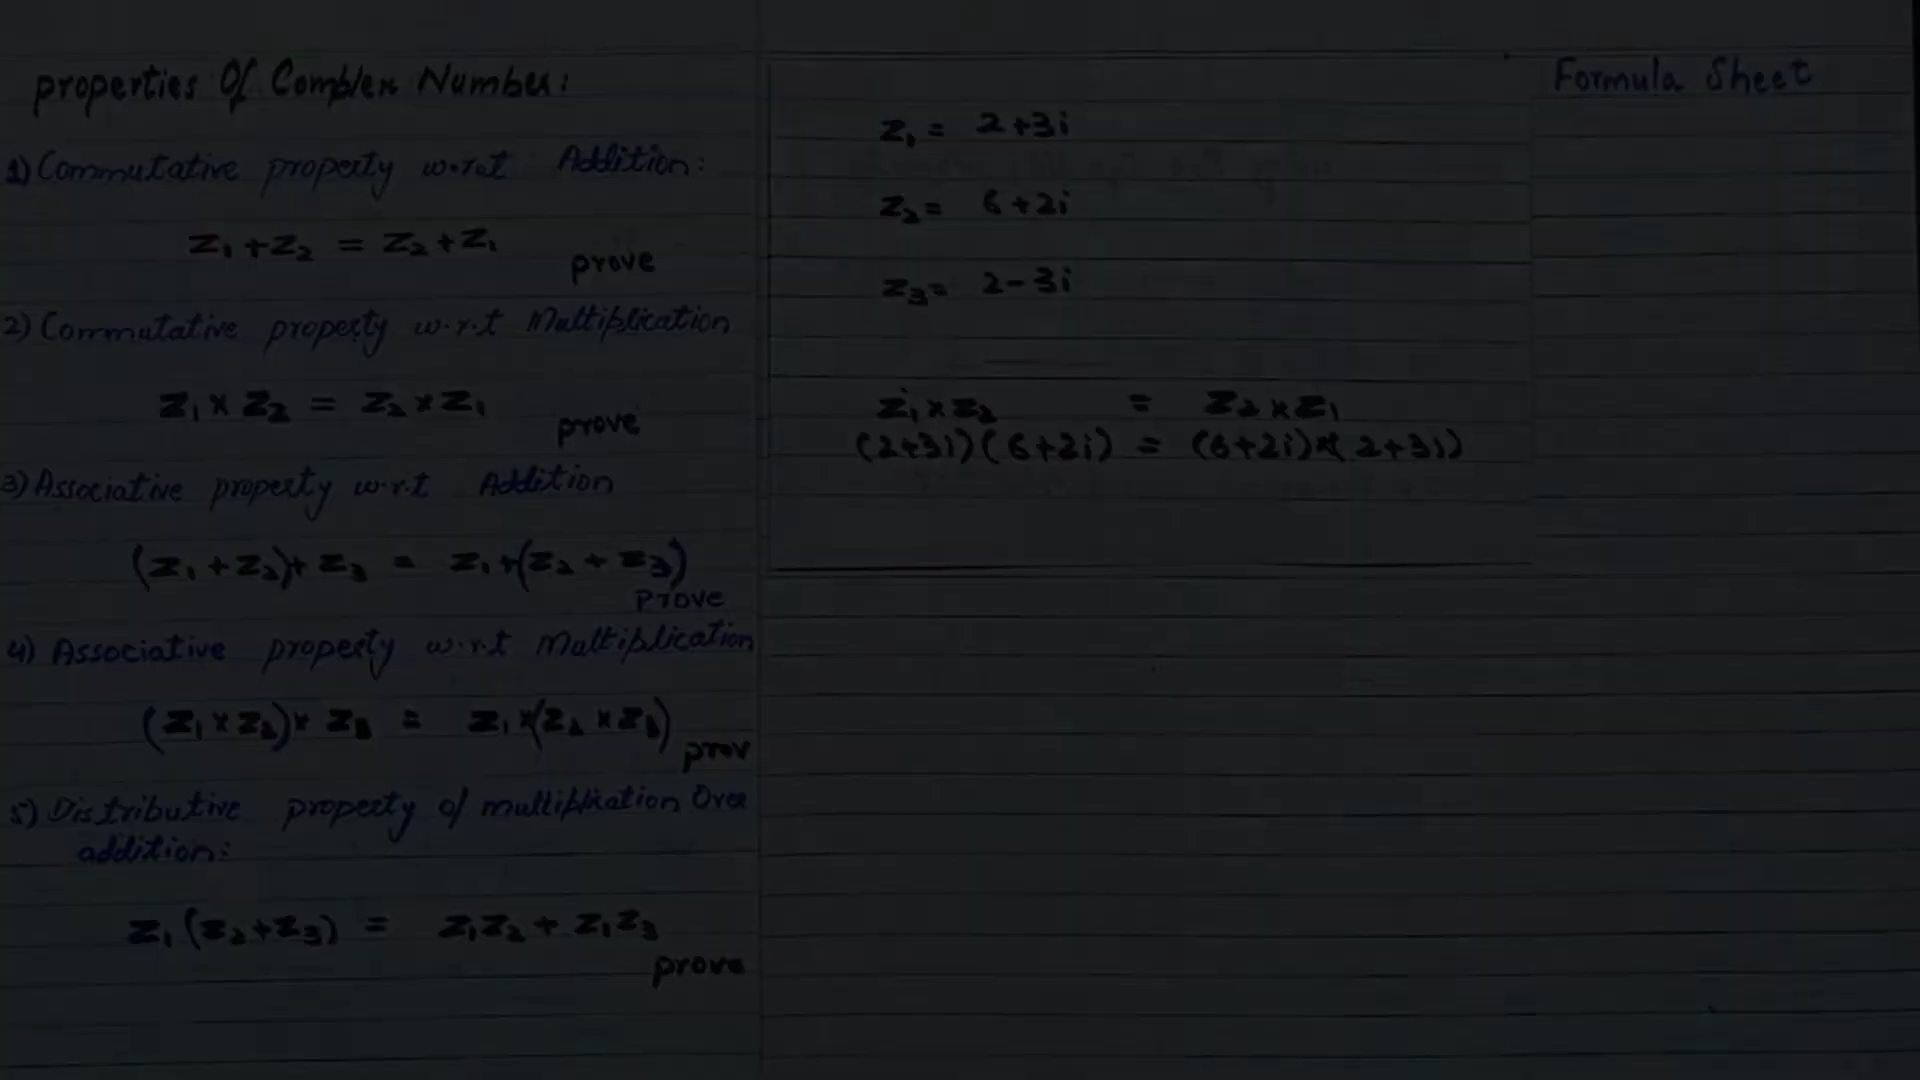 properties Of Complex Number:
1) Commutative property w.r.t Addition:
Z₁ + Z₂ = Z₂ + Z₁
prove
2) Commutative property w.r.t Multiplication
Z₁ × Z₂ = Z₂ × Z₁
prove
3) Associative property w.r.t Addition
(Z₁ + Z₂) + Z₃ = Z₁ + (Z₂ + Z₃)
Prove
4) Associative property w.r.t Multiplication
(Z₁ × Z₂) × Z₃ = Z₁ × (Z₂ × Z₃)
prov
5) Distributive property of multiplication Over
addition:
Z₁ (Z₂ + Z₃) = Z₁Z₂ + Z₁Z₃
prove
Z₁ = 2+3i
Z₂ = 6+2i
Z₃ = 2-3i
Z₁ × Z₂ = Z₂ × Z₁
(2+3i)(6+2i) = (6+2i)×(2+3i)
Formula Sheet